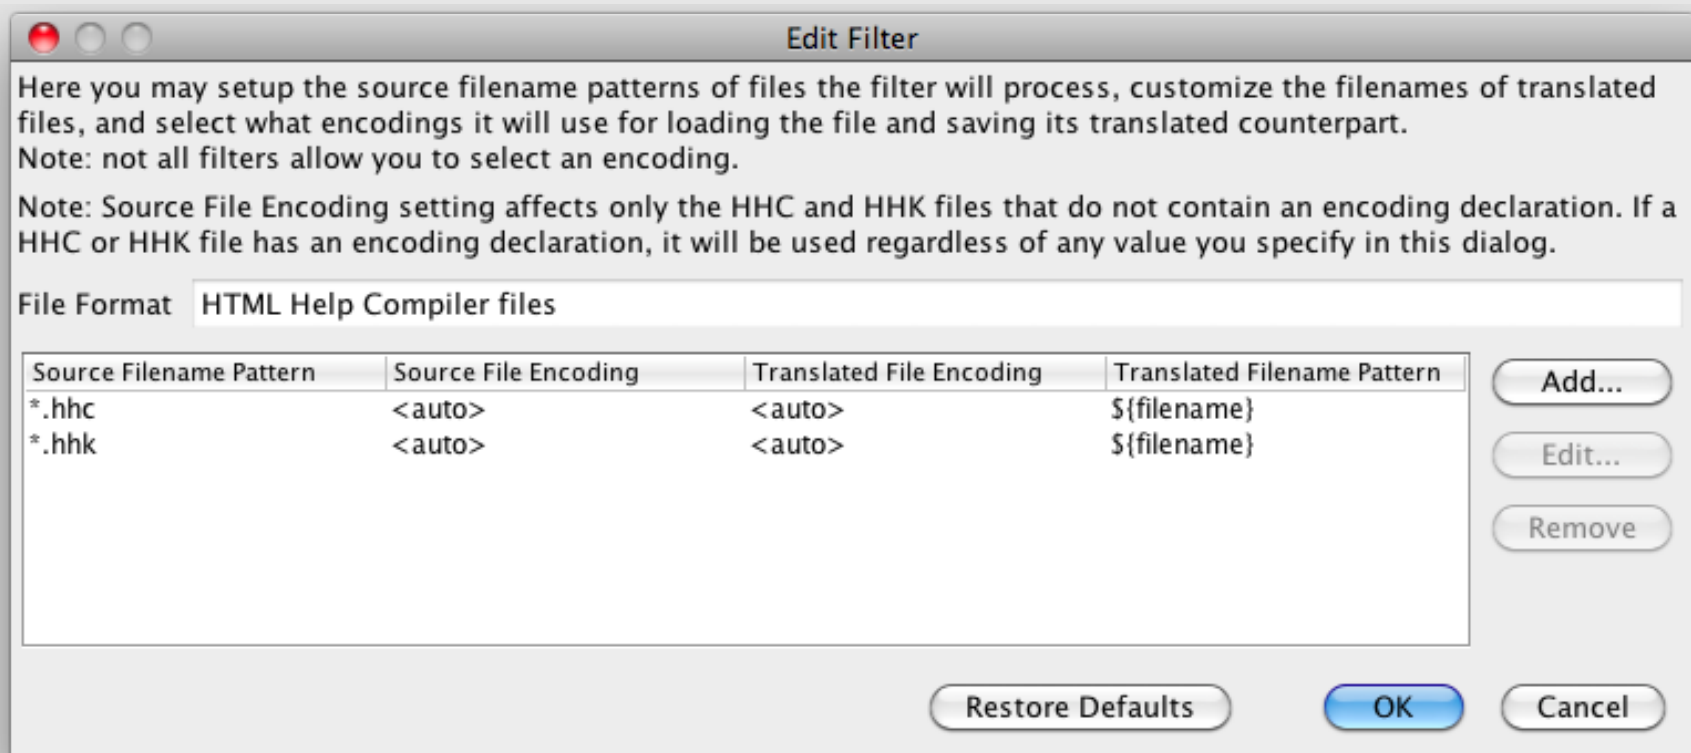 Edit Filter
Here you may setup the source filename patterns of files the filter will process, customize the filenames of translated
files, and select what encodings it will use for loading the file and saving its translated counterpart.
Note: not all filters allow you to select an encoding.
Note: Source File Encoding setting affects only the HHC and HHK files that do not contain an encoding declaration. If a
HHC or HHK file has an encoding declaration, it will be used regardless of any value you specify in this dialog.
File Format HTML Help Compiler files
Source Filename Pattern Source File Encoding Translated File Encoding Translated Filename Pattern
*.hhc <auto> <auto> ${filename}
*.hhk <auto> <auto> ${filename}
Add...
Edit...
Remove
Restore Defaults OK Cancel